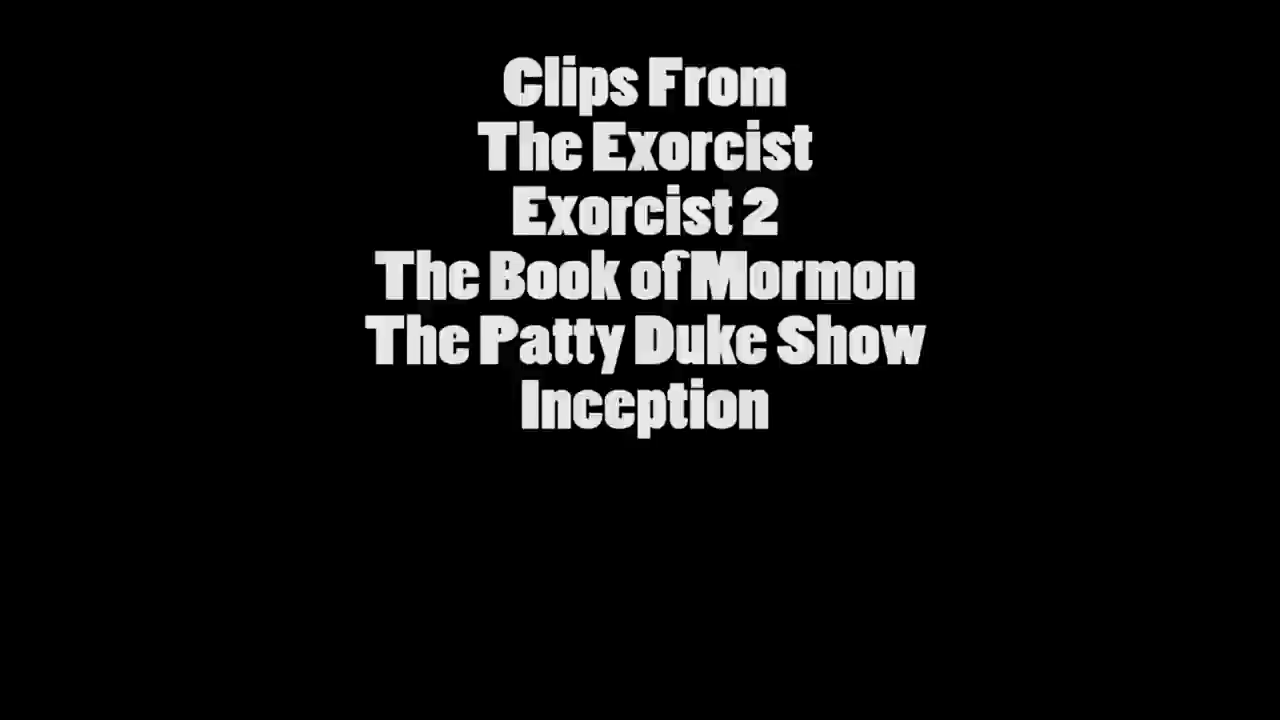 Clips From
The Exorcist
Exorcist 2
The Book of Mormon
The Patty Duke Show
Inception